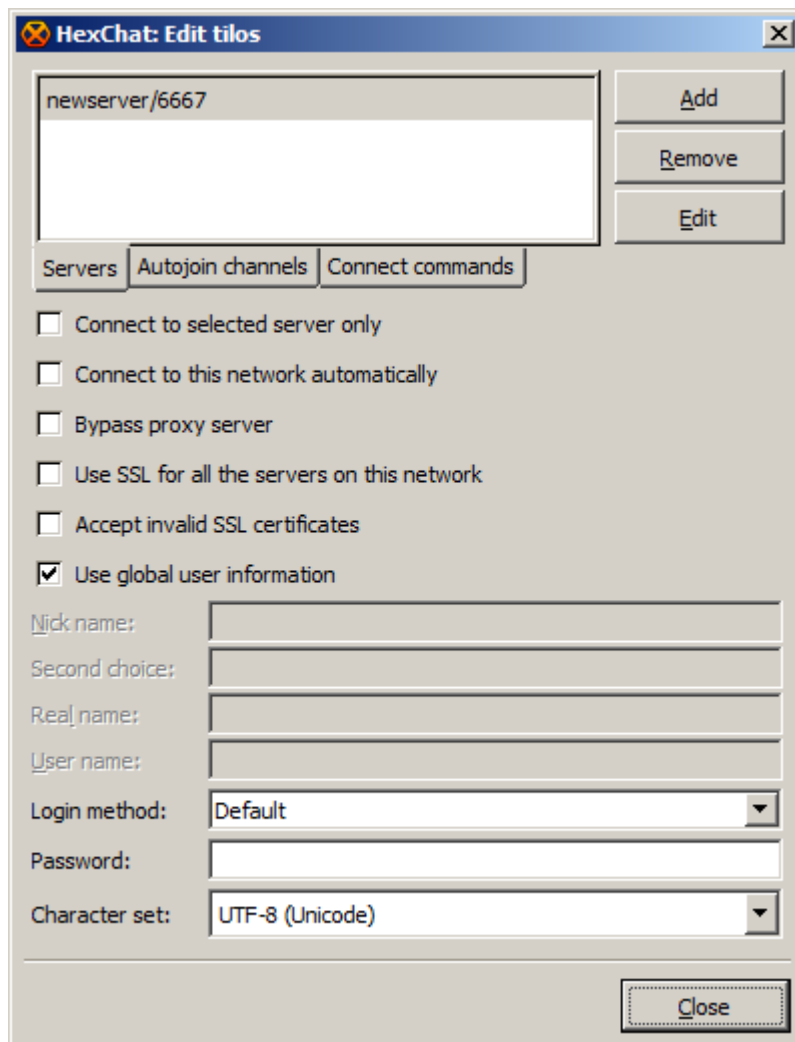 HexChat: Edit tilos
newserver/6667
Add
Remove
Edit
Servers Autojoin channels Connect commands
Connect to selected server only
Connect to this network automatically
Bypass proxy server
Use SSL for all the servers on this network
Accept invalid SSL certificates
Use global user information
Nick name:
Second choice:
Real name:
User name:
Login method: Default
Password:
Character set: UTF-8 (Unicode)
Close